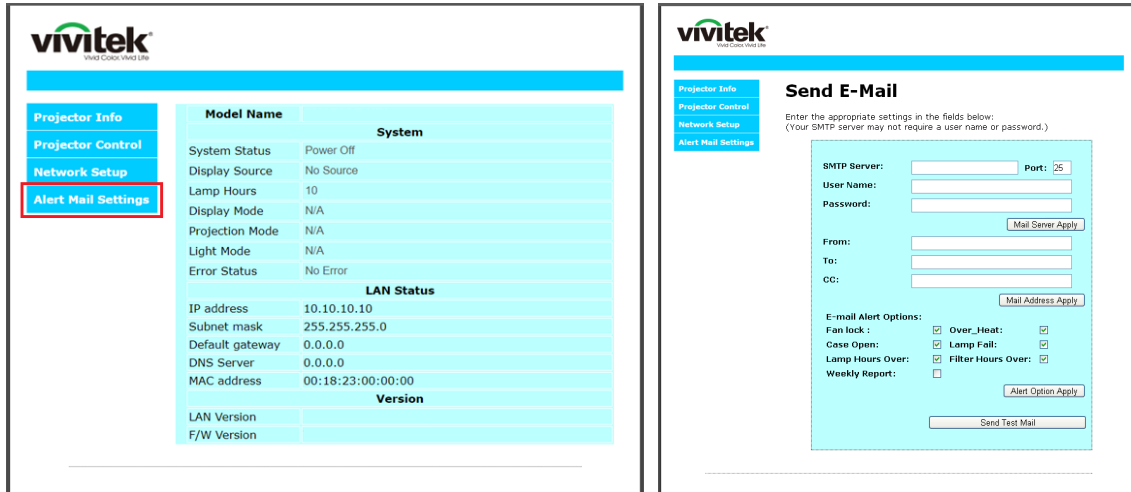 vivitek
Vivid Color, Vivid Life
Projector Info
Projector Control
Network Setup
Alert Mail Settings
Model Name
System
System Status Power Off
Display Source No Source
Lamp Hours 10
Display Mode N/A
Projection Mode N/A
Light Mode N/A
Error Status No Error
LAN Status
IP address 10.10.10.10
Subnet mask 255.255.255.0
Default gateway 0.0.0.0
DNS Server 0.0.0.0
MAC address 00:18:23:00:00:00
Version
LAN Version
F/W Version
vivitek
Vivid Color, Vivid Life
Projector Info
Projector Control
Network Setup
Alert Mail Settings
Send E-Mail
Enter the appropriate settings in the fields below:
(Your SMTP server may not require a user name or password.)
SMTP Server: Port: 25
User Name:
Password:
Mail Server Apply
From:
To:
CC:
Mail Address Apply
E-mail Alert Options:
Fan lock : Over_Heat:
Case Open: Lamp Fail:
Lamp Hours Over: Filter Hours Over:
Weekly Report:
Alert Option Apply
Send Test Mail